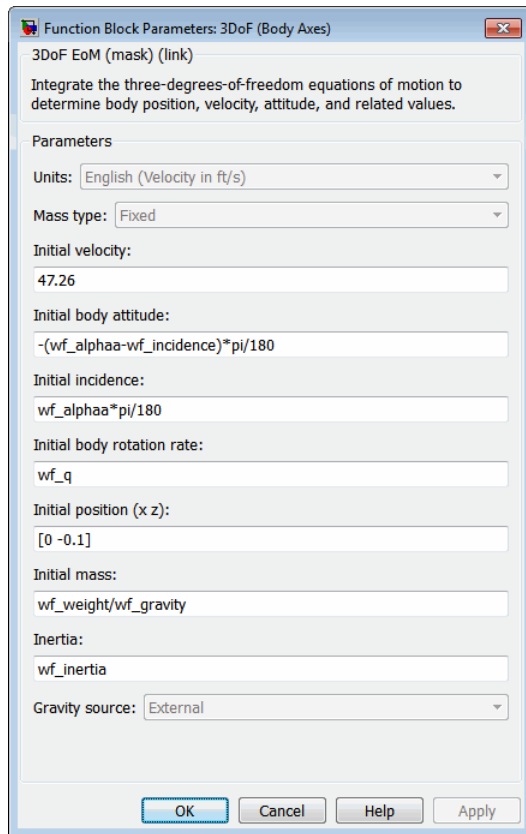 Function Block Parameters: 3DoF (Body Axes)
3DoF EoM (mask) (link)
Integrate the three-degrees-of-freedom equations of motion to
determine body position, velocity, attitude, and related values.
Parameters
Units: English (Velocity in ft/s)
Mass type: Fixed
Initial velocity:
47.26
Initial body attitude:
-(wf_alphaa-wf_incidence)*pi/180
Initial incidence:
wf_alphaa*pi/180
Initial body rotation rate:
wf_q
Initial position (x z):
[0 -0.1]
Initial mass:
wf_weight/wf_gravity
Inertia:
wf_inertia
Gravity source: External
OK Cancel Help Apply